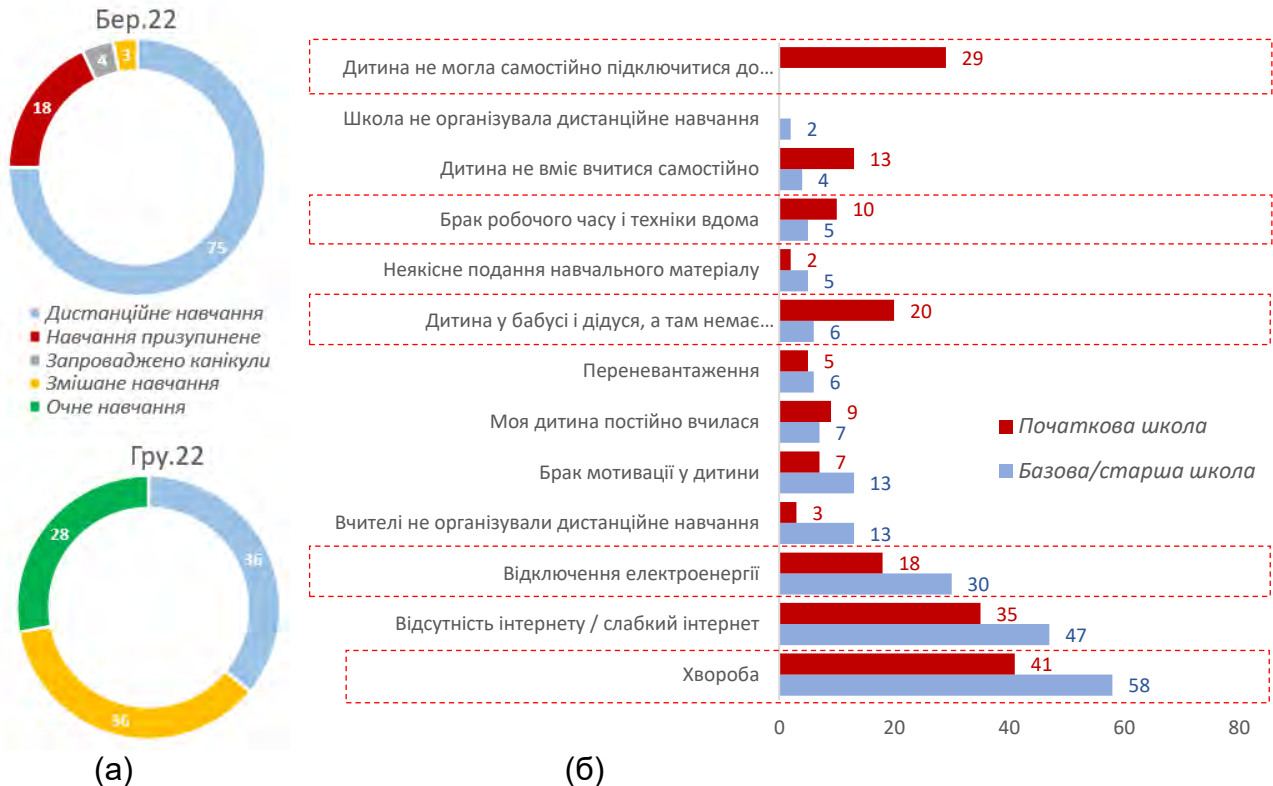 Бер.22
3
4
18
75
Дистанційне навчання
Навчання призупинене
Запроваджено канікули
Змішане навчання
Очне навчання
Гру.22
28
36
36
(а)
Дитина не могла самостійно підключитися до… 29
Школа не організувала дистанційне навчання 2
Дитина не вміє вчитися самостійно 13 4
Брак робочого часу і техніки вдома 10 5
Неякісне подання навчального матеріалу 2 5
Дитина у бабусі і дідуся, а там немає… 20 6
Переневантаження 5 6
Моя дитина постійно вчилася 9 7
Брак мотивації у дитини 7 13
Вчителі не організували дистанційне навчання 3 13
Відключення електроенергії 18 30
Відсутність інтернету / слабкий інтернет 35 47
Хвороба 41 58
Початкова школа
Базова/старша школа
0 20 40 60 80
(б)